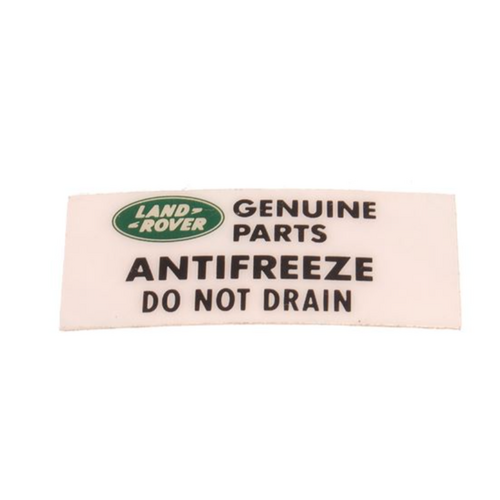 LAND-
-ROVER
GENUINE
PARTS
ANTIFREEZE
DO NOT DRAIN